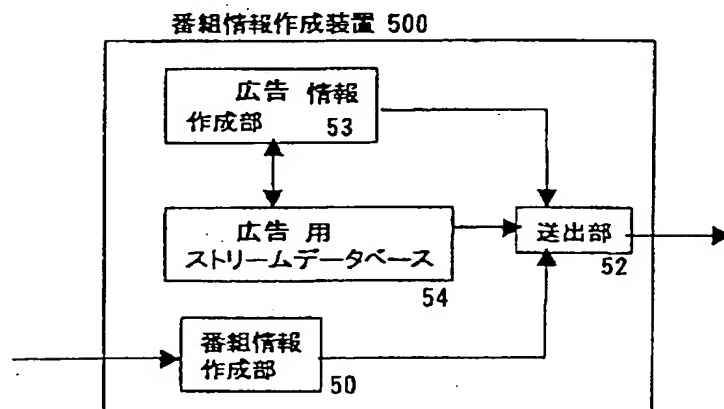 番組情報作成装置 500
広告 情報
作成部 53
広告 用
ストリームデータベース
54
送出部
52
番組情報
作成部
50